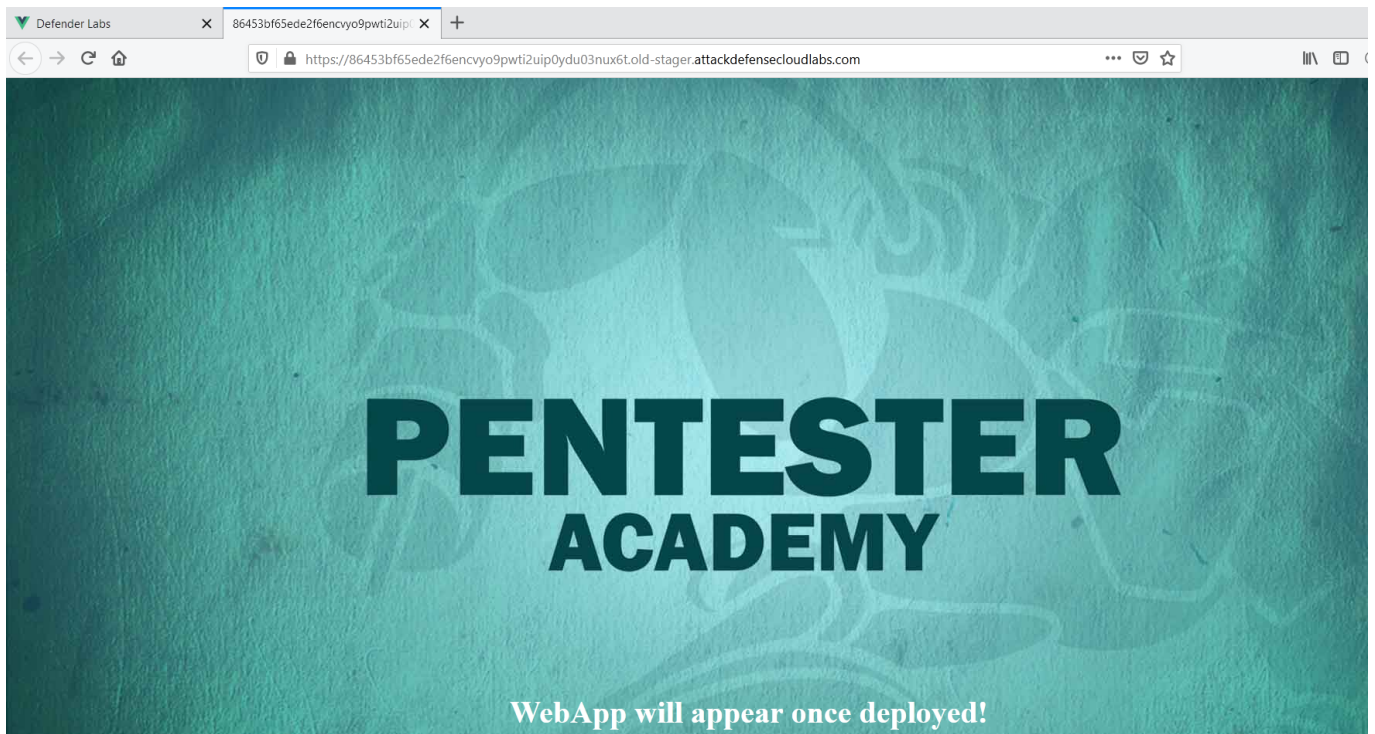 Defender Labs
86453bf65ede2f6encvyo9pwti2uip
https://86453bf65ede2f6encvyo9pwti2uip0ydu03nux6t.old-stager.attackdefensecloudlabs.com
PENTESTER
ACADEMY
WebApp will appear once deployed!